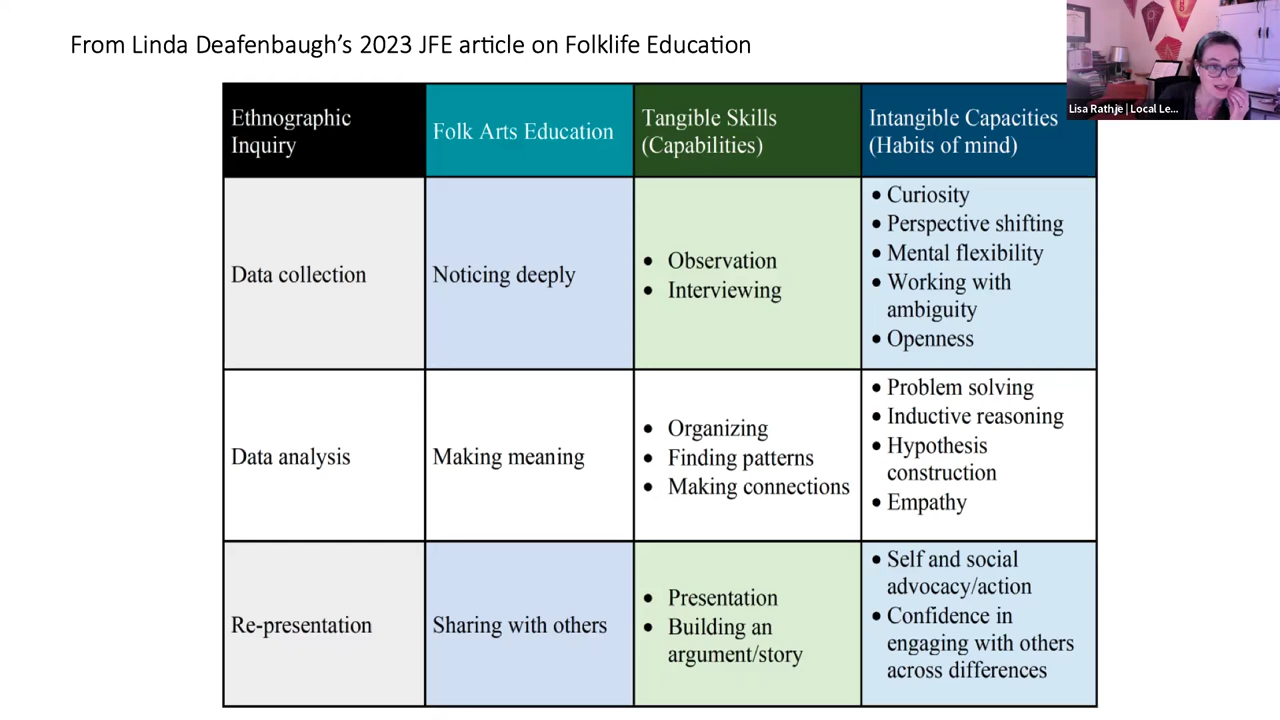 From Linda Deafenbaugh’s 2023 JFE article on Folklife Education
Lisa Rathje | Local Le...
Ethnographic
Inquiry
Folk Arts Education
Tangible Skills
(Capabilities)
Intangible Capacities
(Habits of mind)
Data collection
Noticing deeply
• Observation
• Interviewing
• Curiosity
• Perspective shifting
• Mental flexibility
• Working with
ambiguity
• Openness
Data analysis
Making meaning
• Organizing
• Finding patterns
• Making connections
• Problem solving
• Inductive reasoning
• Hypothesis
construction
• Empathy
Re-presentation
Sharing with others
• Presentation
• Building an
argument/story
• Self and social
advocacy/action
• Confidence in
engaging with others
across differences